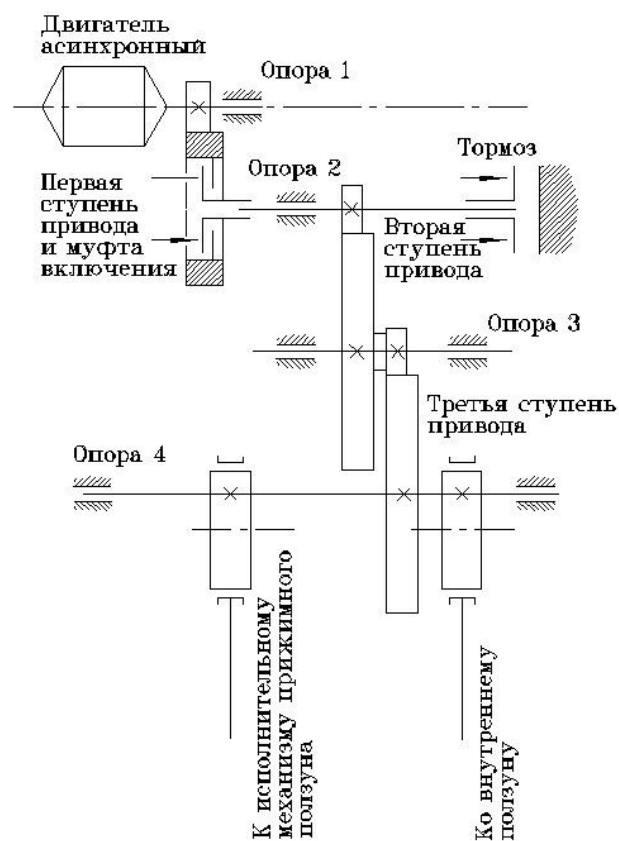 Двигатель
асинхронный
Опора 1
Опора 2
Тормоз
Первая
ступень
привода
и муфта
включения
Вторая
ступень
привода
Опора 3
Третья ступень
привода
Опора 4
К исполнительному
механизму прижимного
ползуна
Ко внутреннему
ползуну